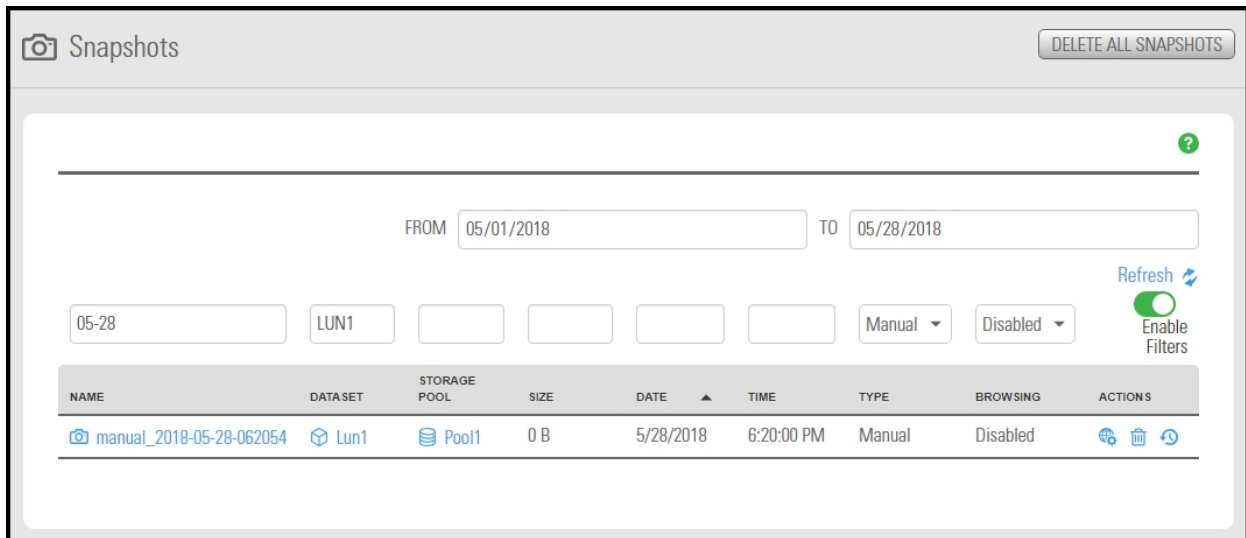 Snapshots
DELETE ALL SNAPSHOTS
?
FROM 05/01/2018 TO 05/28/2018
Refresh
05-28 LUN1 Manual Disabled Enable
Filters
NAME DATASET STORAGE
POOL SIZE DATE TIME TYPE BROWSING ACTIONS
manual_2018-05-28-062054 Lun1 Pool1 0 B 5/28/2018 6:20:00 PM Manual Disabled